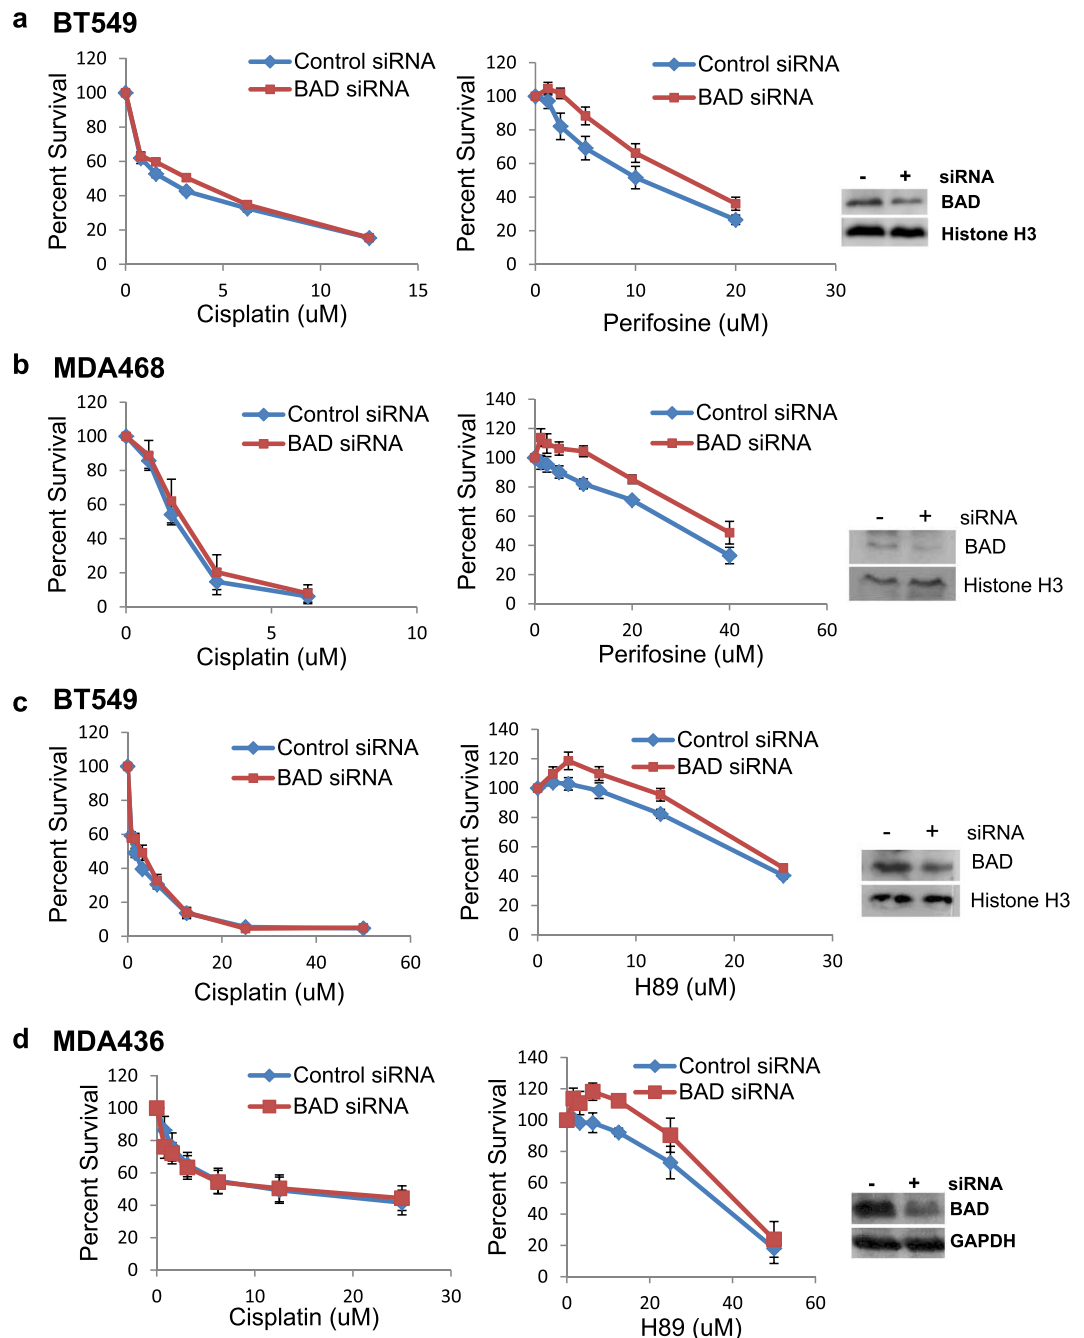 a BT549
120
100
80
60
40
20
0
Percent Survival
Control siRNA
BAD siRNA
0 5 10 15
Cisplatin (uM)
120
100
80
60
40
20
0
Percent Survival
Control siRNA
BAD siRNA
0 10 20 30
Perifosine (uM)
- + siRNA
BAD
Histone H3
b MDA468
120
100
80
60
40
20
0
Percent Survival
Control siRNA
BAD siRNA
0 5 10
Cisplatin (uM)
140
120
100
80
60
40
20
0
Percent Survival
Control siRNA
BAD siRNA
0 20 40 60
Perifosine (uM)
- + siRNA
BAD
Histone H3
c BT549
120
100
80
60
40
20
0
Percent Survival
Control siRNA
BAD siRNA
0 20 40 60
Cisplatin (uM)
140
120
100
80
60
40
20
0
Percent Survival
Control siRNA
BAD siRNA
0 10 20 30
H89 (uM)
- + siRNA
BAD
Histone H3
d MDA436
120
100
80
60
40
20
0
Percent Survival
Control siRNA
BAD siRNA
0 10 20 30
Cisplatin (uM)
140
120
100
80
60
40
20
0
Percent Survival
Control siRNA
BAD siRNA
0 20 40 60
H89 (uM)
- + siRNA
BAD
GAPDH